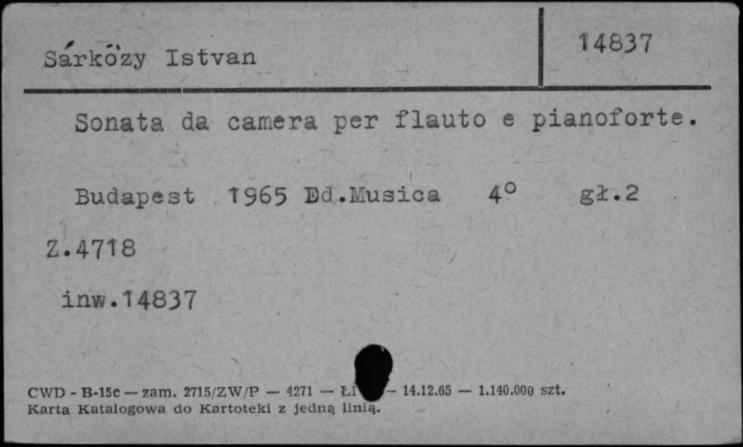 Sárközy Istvan 14837
Sonata da camera per flauto e pianoforte.
Budapest 1965 Ed.Musica 4° gł.2
Z.4718
inw.14837
CWD - B-15c — zam. 2715/ZW/P — 4271 — — 14.12.65 — 1.140.000 szt.
Karta Katalogowa do Kartoteki z jedną linią.